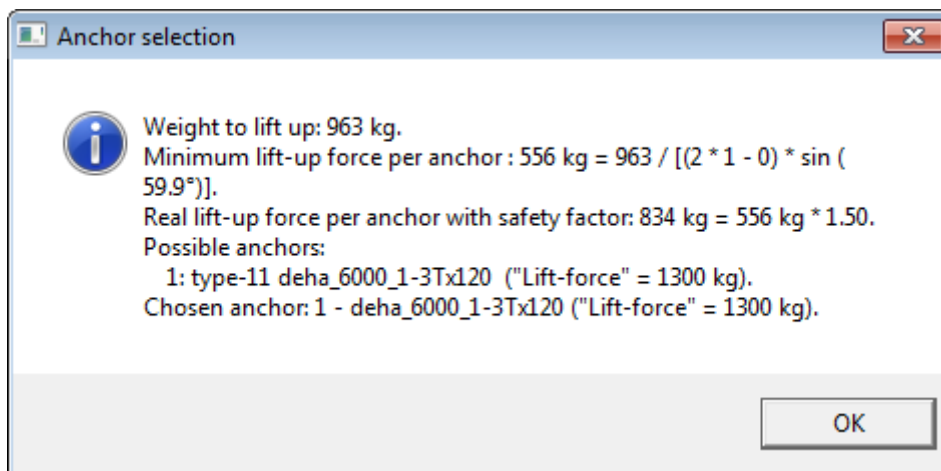 Anchor selection
Weight to lift up: 963 kg.
Minimum lift-up force per anchor : 556 kg = 963 / [(2 * 1 - 0) * sin (
59.9°)].
Real lift-up force per anchor with safety factor: 834 kg = 556 kg * 1.50.
Possible anchors:
1: type-11 deha_6000_1-3Tx120  ("Lift-force" = 1300 kg).
Chosen anchor: 1 - deha_6000_1-3Tx120 ("Lift-force" = 1300 kg).
OK